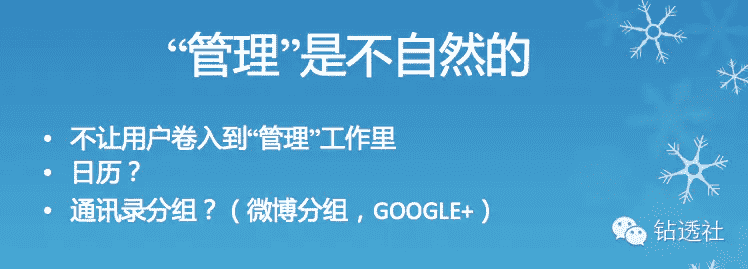 “管理”是不自然的
• 不让用户卷入到“管理”工作里
• 日历？
• 通讯录分组？（微博分组，GOOGLE+）
钻透社